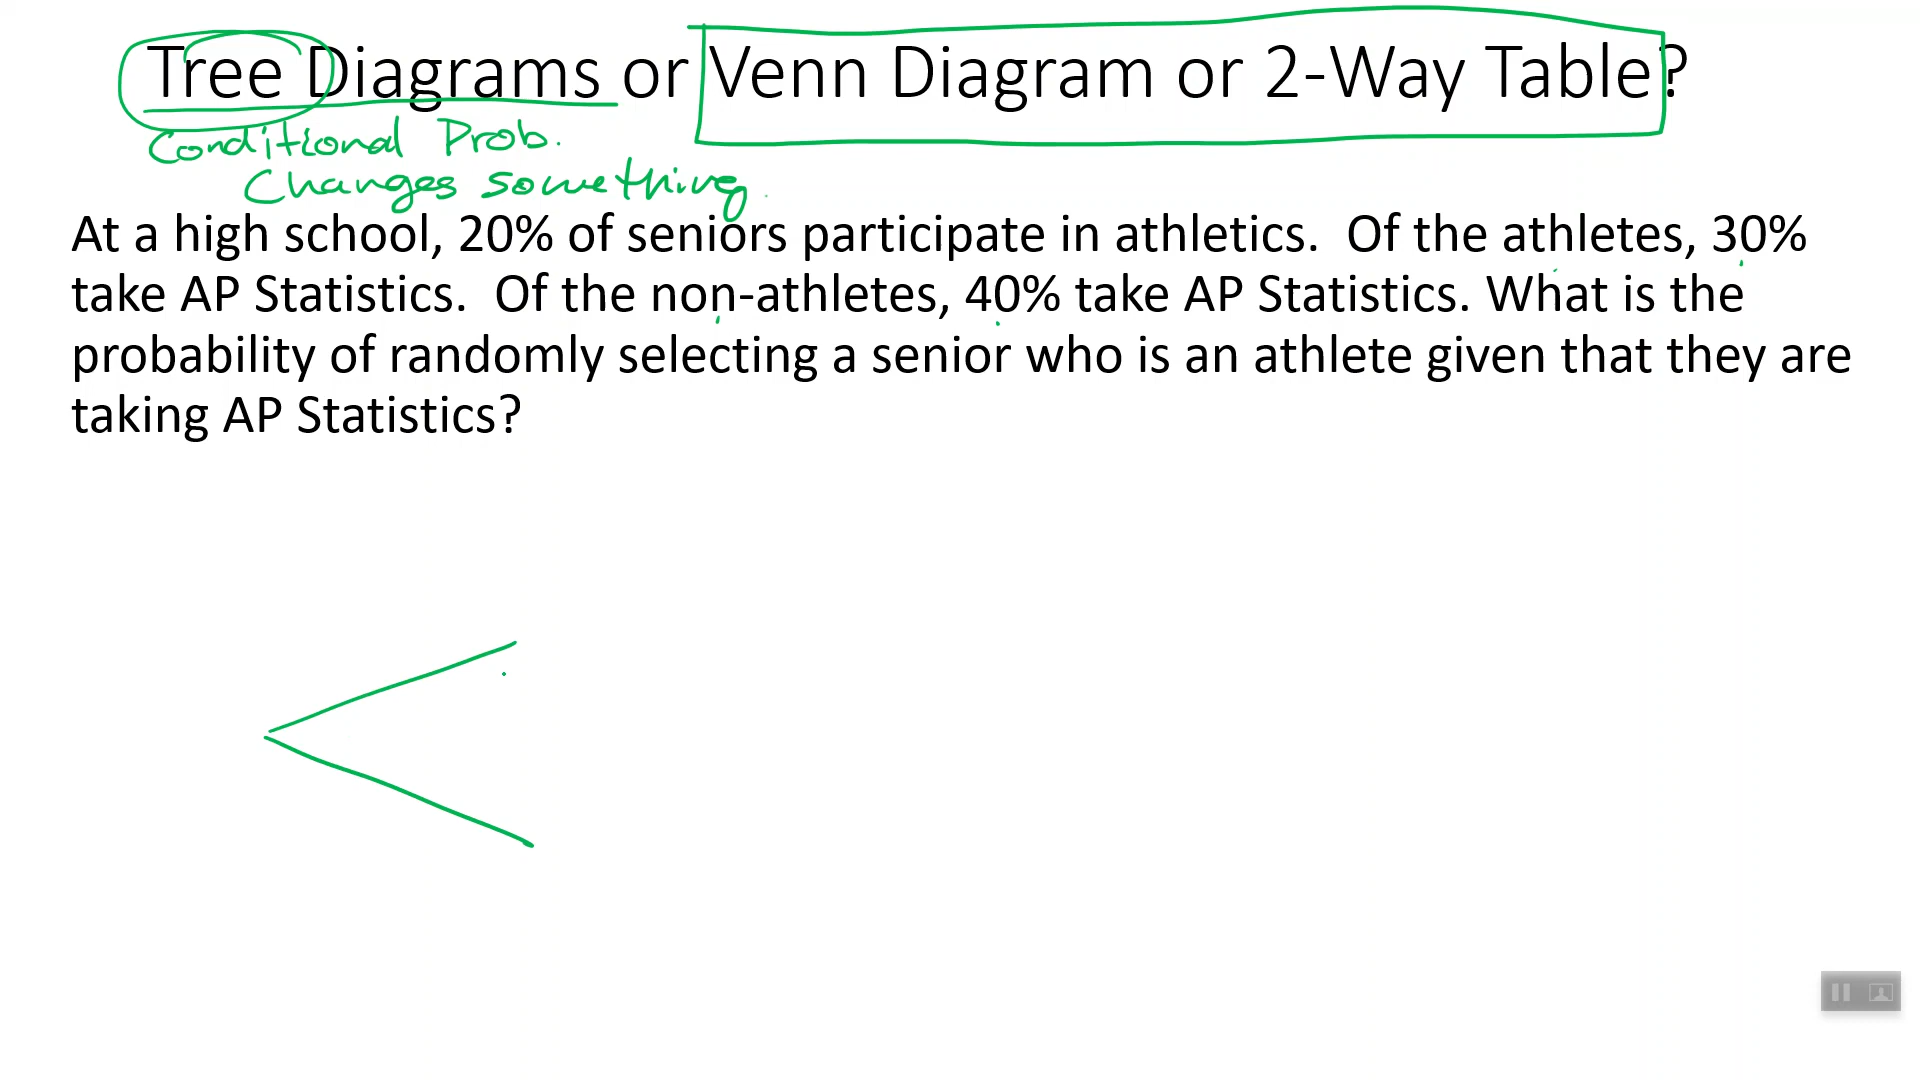 Tree Diagrams or Venn Diagram or 2-Way Table?
Conditional Prob.
Changes something.
At a high school, 20% of seniors participate in athletics. Of the athletes, 30%
take AP Statistics. Of the non-athletes, 40% take AP Statistics. What is the
probability of randomly selecting a senior who is an athlete given that they are
taking AP Statistics?